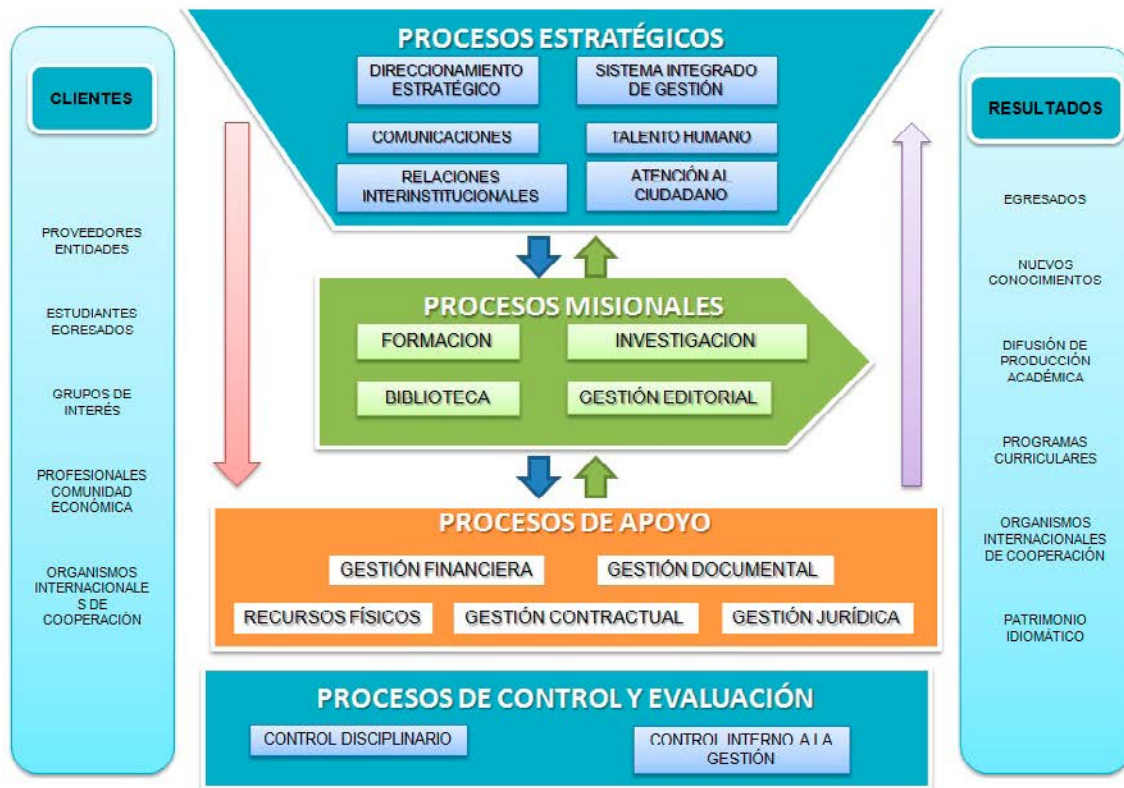 CLIENTES
PROVEEDORES
ENTIDADES
ESTUDIANTES
EGRESADOS
GRUPOS DE
INTERÉS
PROFESIONALES
COMUNIDAD
ECONÓMICA
ORGANISMOS
INTERNACIONALE
S DE
COOPERACIÓN
PROCESOS ESTRATÉGICOS
DIRECCIONAMIENTO
ESTRATÉGICO
SISTEMA INTEGRADO
DE GESTIÓN
COMUNICACIONES
TALENTO HUMANO
RELACIONES
INTERINSTITUCIONALES
ATENCIÓN AL
CIUDADANO
PROCESOS MISIONALES
FORMACION
INVESTIGACION
BIBLIOTECA
GESTIÓN EDITORIAL
PROCESOS DE APOYO
GESTIÓN FINANCIERA
GESTIÓN DOCUMENTAL
RECURSOS FÍSICOS
GESTIÓN CONTRACTUAL
GESTIÓN JURÍDICA
PROCESOS DE CONTROL Y EVALUACIÓN
CONTROL DISCIPLINARIO
CONTROL INTERNO A LA
GESTIÓN
RESULTADOS
EGRESADOS
NUEVOS
CONOCIMIENTOS
DIFUSIÓN DE
PRODUCCIÓN
ACADÉMICA
PROGRAMAS
CURRICULARES
ORGANISMOS
INTERNACIONALES
DE COOPERACIÓN
PATRIMONIO
IDIOMÁTICO